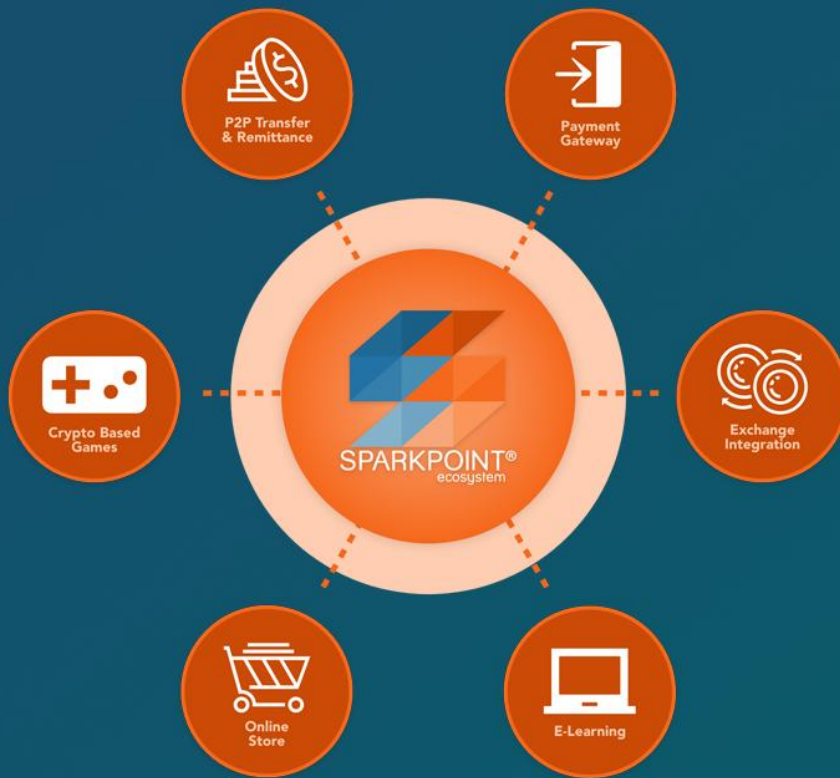 P2P Transfer
& Remittance
Payment
Gateway
Crypto Based
Games
SPARKPOINT®
ecosystem
Exchange
Integration
Online
Store
E-Learning